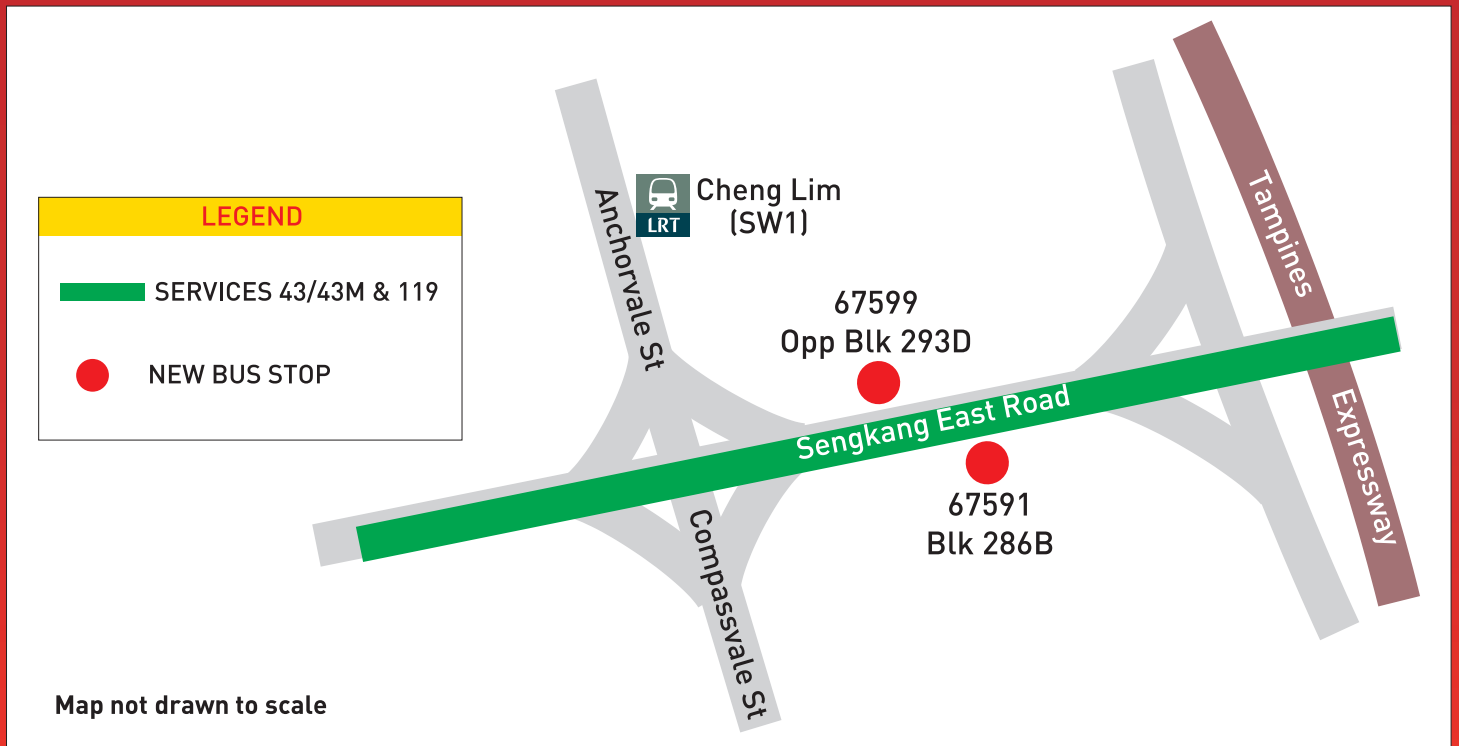 LEGEND
SERVICES 43/43M & 119
NEW BUS STOP
Anchorvale St
LRT
Cheng Lim
(SW1)
67599
Opp Blk 293D
Sengkang East Road
67591
Blk 286B
Compassvale St
Tampines
Expressway
Map not drawn to scale